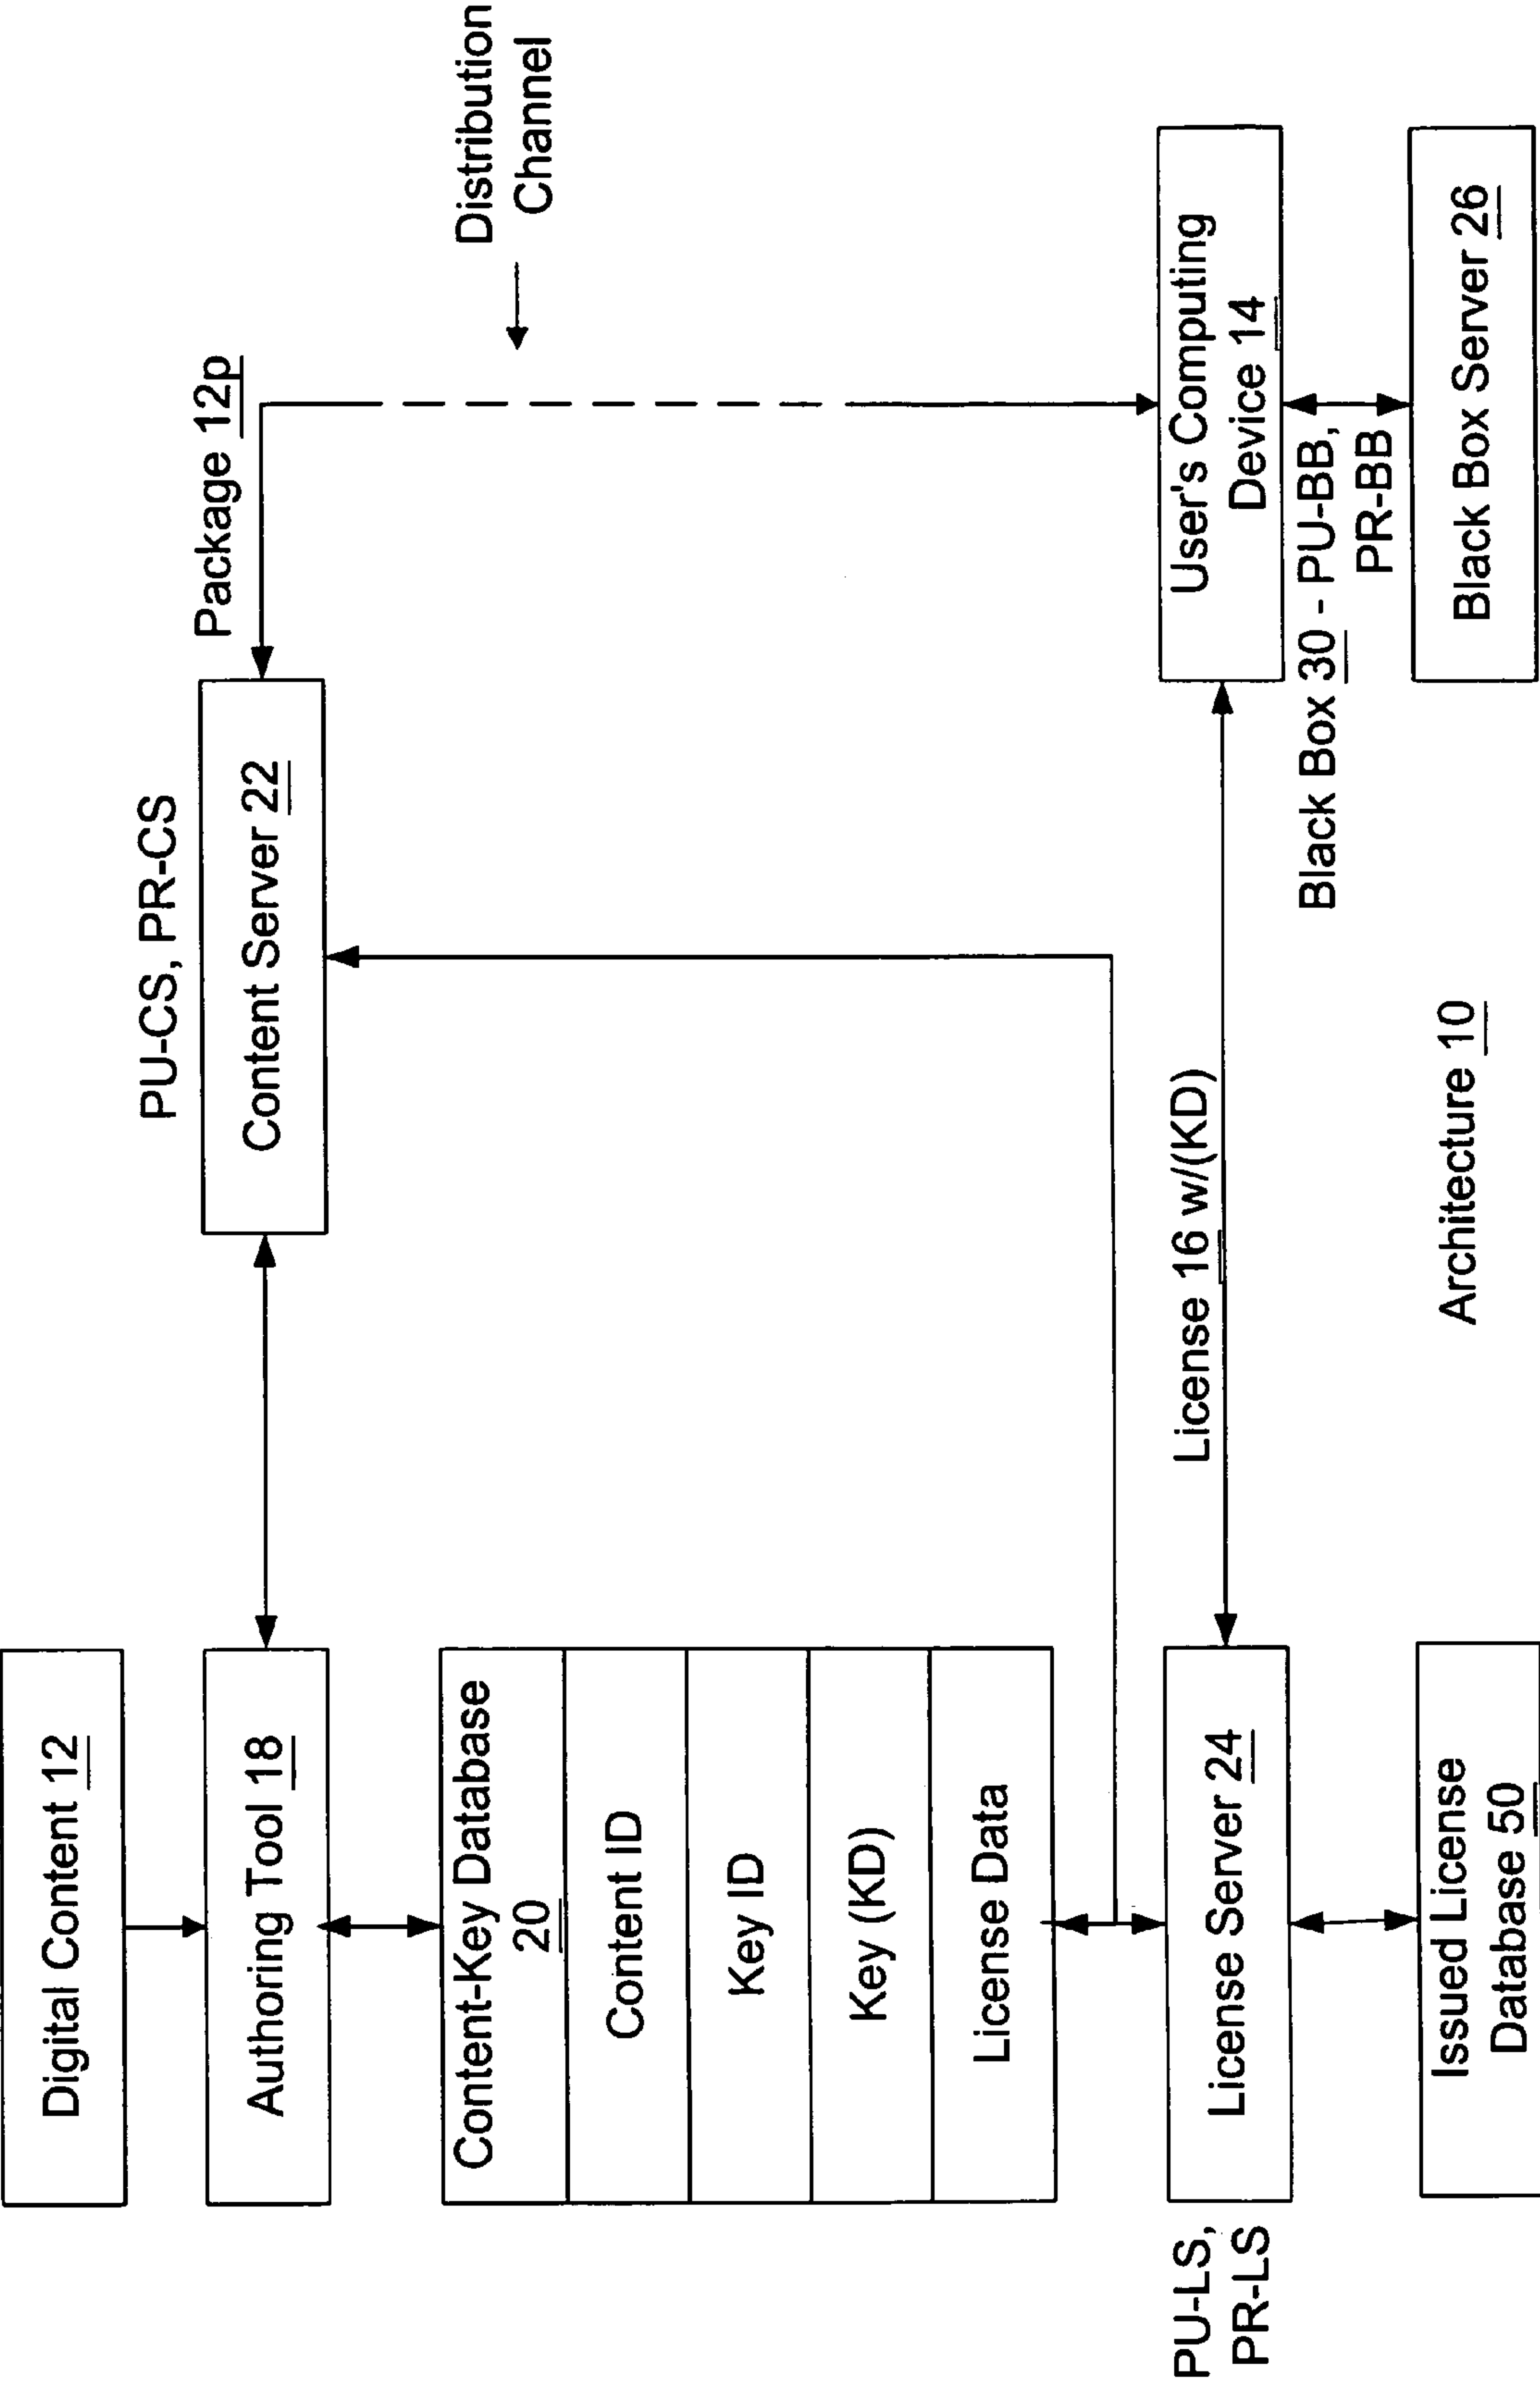 Digital Content 12
Authoring Tool 18
Content-Key Database
20
Content ID
Key ID
Key (KD)
License Data
PU-LS,
PR-LS
License Server 24
Issued License
Database 50
PU-CS, PR-CS
Content Server 22
Package 12p
Distribution
Channel
License 16 w/(KD)
User's Computing
Device 14
Black Box 30 - PU-BB,
PR-BB
Black Box Server 26
Architecture 10